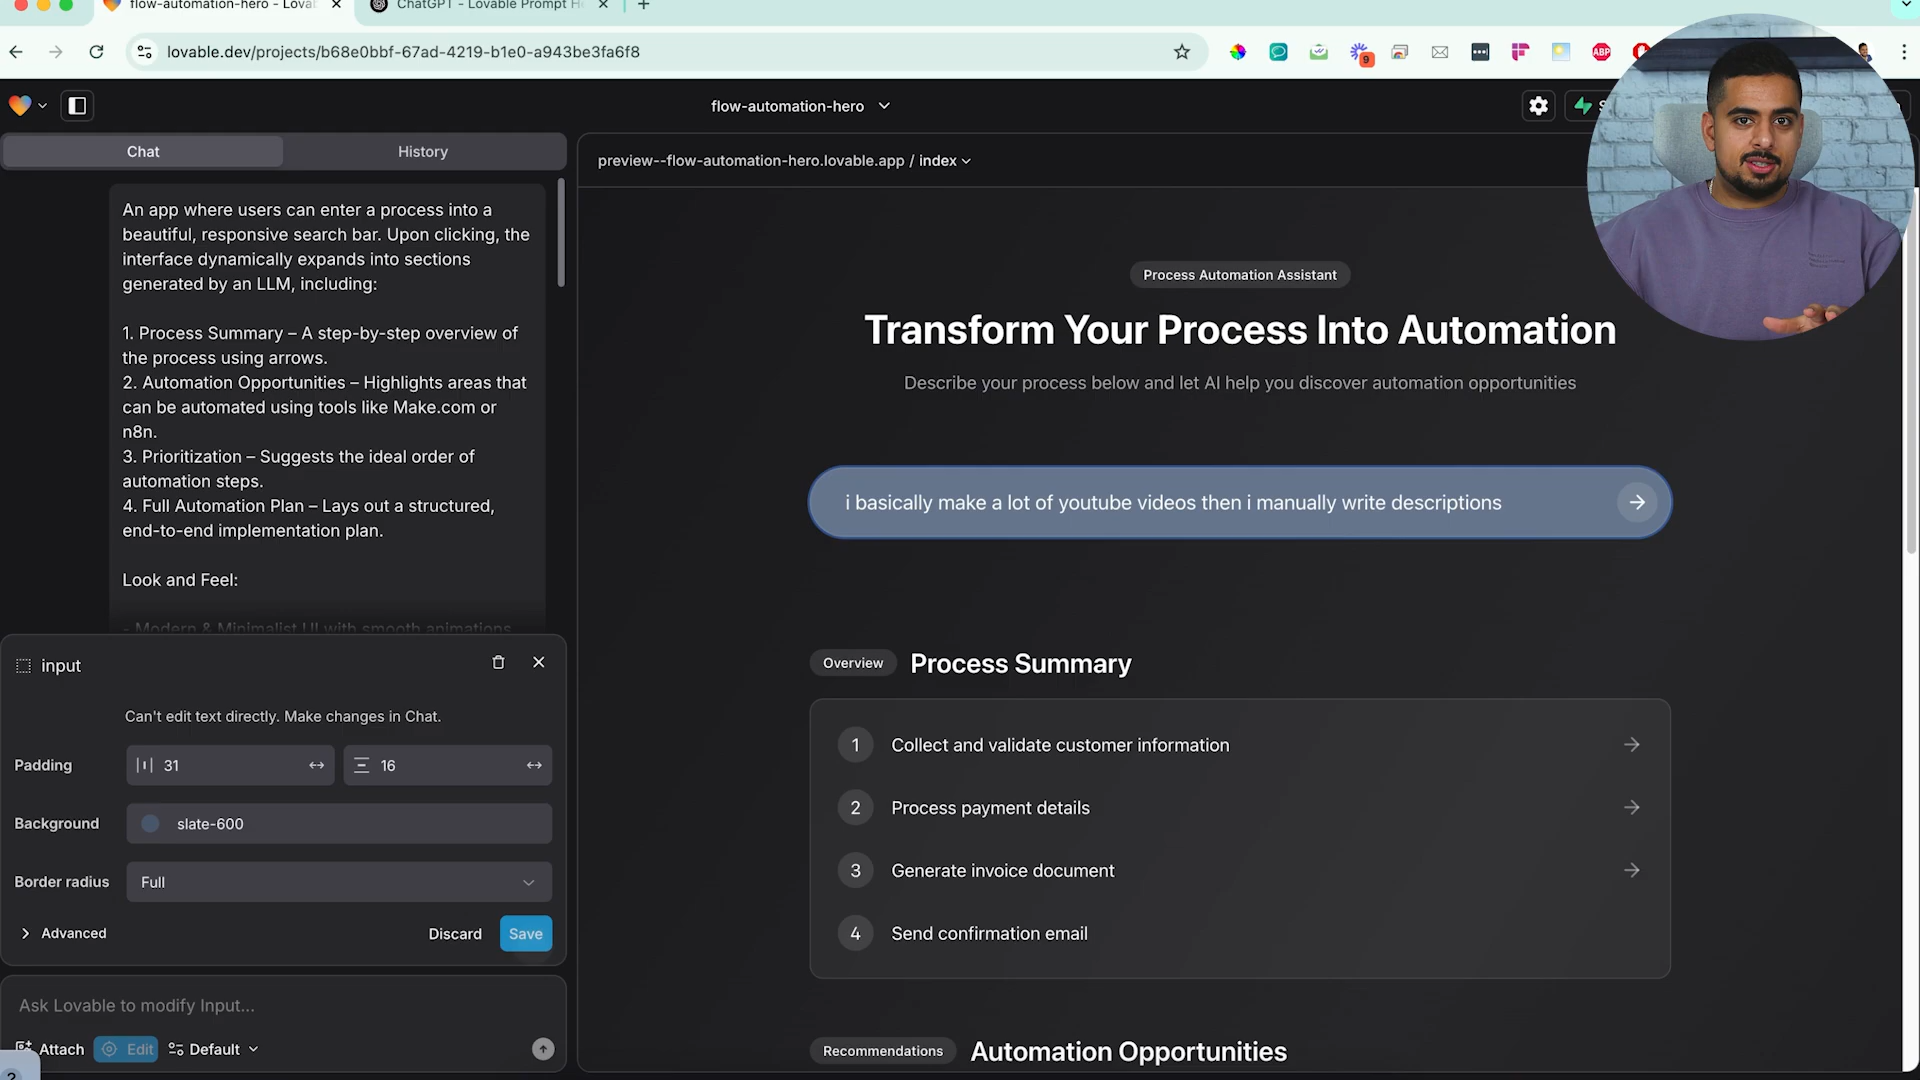 flow-automation-hero - Lova
ChatGPT - Lovable Prompt He
lovable.dev/projects/b68e0bbf-67ad-4219-b1e0-a943be3fa6f8
9
ABP
flow-automation-hero
Chat
History
preview--flow-automation-hero.lovable.app / index
An app where users can enter a process into a
beautiful, responsive search bar. Upon clicking, the
interface dynamically expands into sections
generated by an LLM, including:
1. Process Summary – A step-by-step overview of
the process using arrows.
2. Automation Opportunities – Highlights areas that
can be automated using tools like Make.com or
n8n.
3. Prioritization – Suggests the ideal order of
automation steps.
4. Full Automation Plan – Lays out a structured,
end-to-end implementation plan.
Look and Feel:
- Modern & Minimalist UI with smooth animations
input
Can't edit text directly. Make changes in Chat.
Padding
31
16
Background
slate-600
Border radius
Full
Advanced
Discard
Save
Ask Lovable to modify Input...
Attach
Edit
Default
?
Process Automation Assistant
Transform Your Process Into Automation
Describe your process below and let AI help you discover automation opportunities
i basically make a lot of youtube videos then i manually write descriptions
Overview
Process Summary
1
Collect and validate customer information
2
Process payment details
3
Generate invoice document
4
Send confirmation email
Recommendations
Automation Opportunities